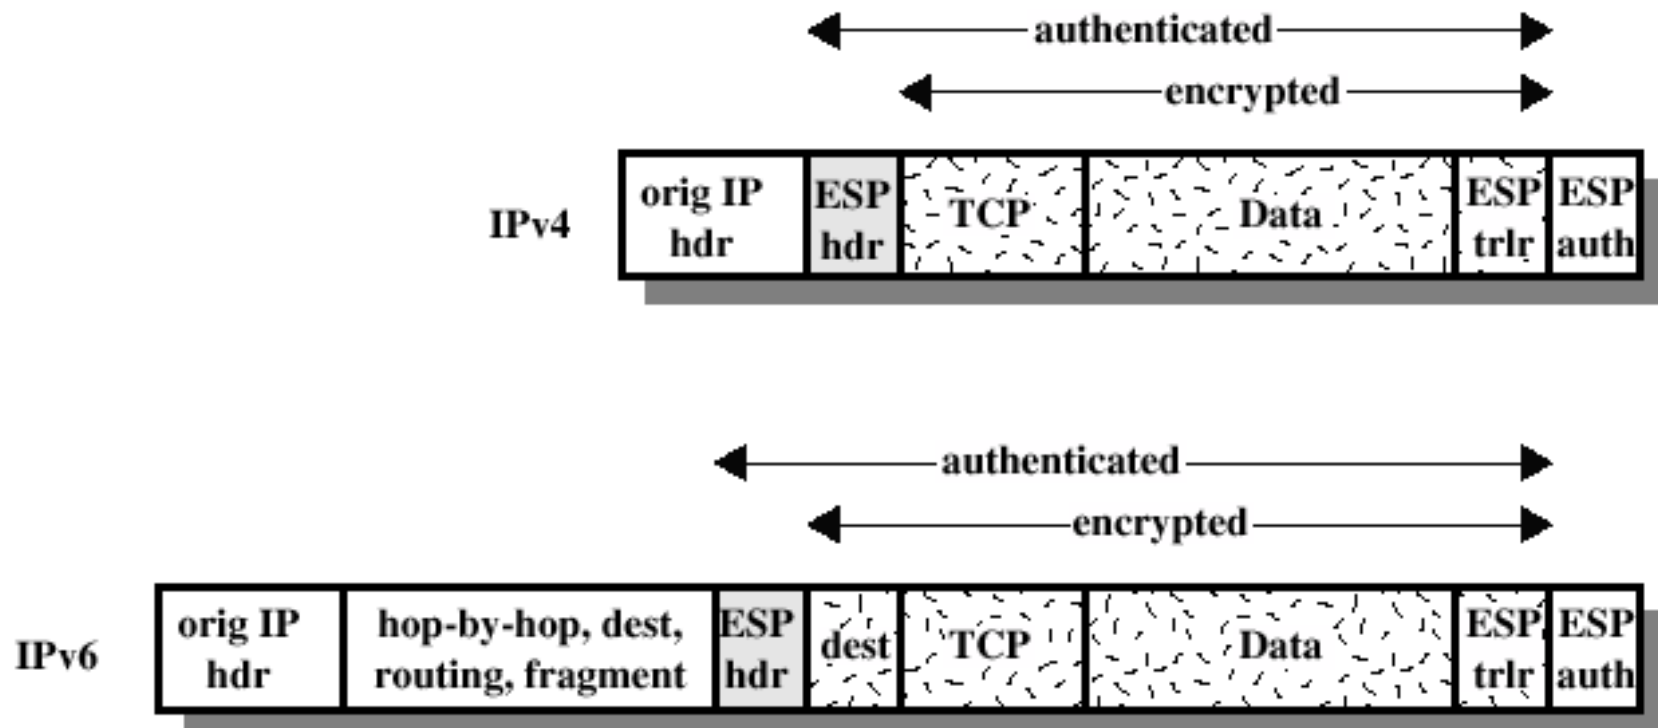 authenticated
encrypted
IPv4
orig IP
hdr
ESP
hdr
TCP
Data
ESP
trlr
ESP
auth
authenticated
encrypted
IPv6
orig IP
hdr
hop-by-hop, dest,
routing, fragment
ESP
hdr
dest
TCP
Data
ESP
trlr
ESP
auth